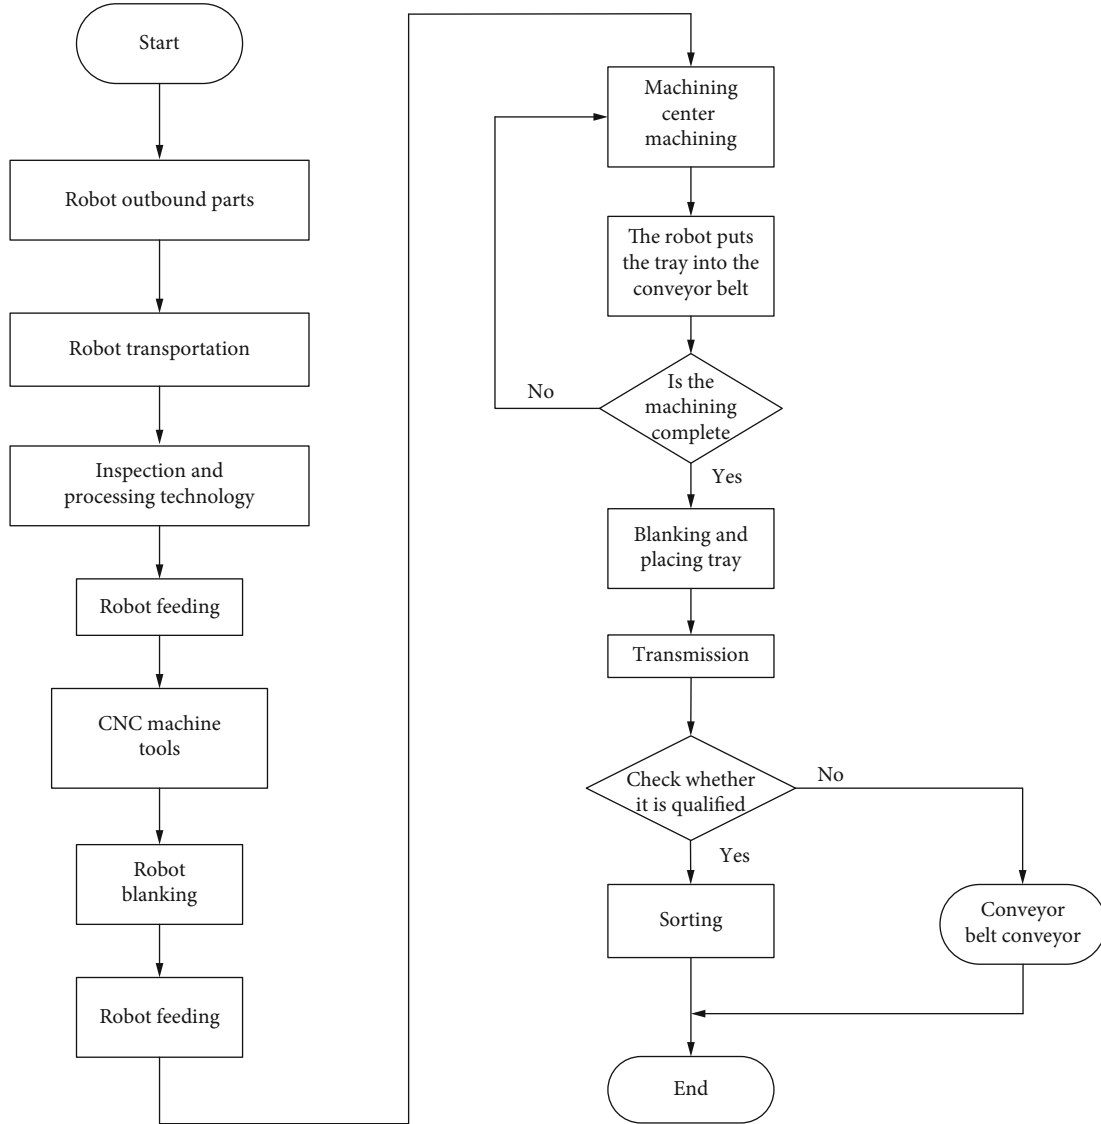 Start
Robot outbound parts
Robot transportation
Inspection and
processing technology
Robot feeding
CNC machine
tools
Robot
blanking
Robot feeding
Machining
center
machining
The robot puts
the tray into the
conveyor belt
Is the
machining
complete
No
Yes
Blanking and
placing tray
Transmission
Check whether
it is qualified
No
Yes
Sorting
Conveyor
belt conveyor
End